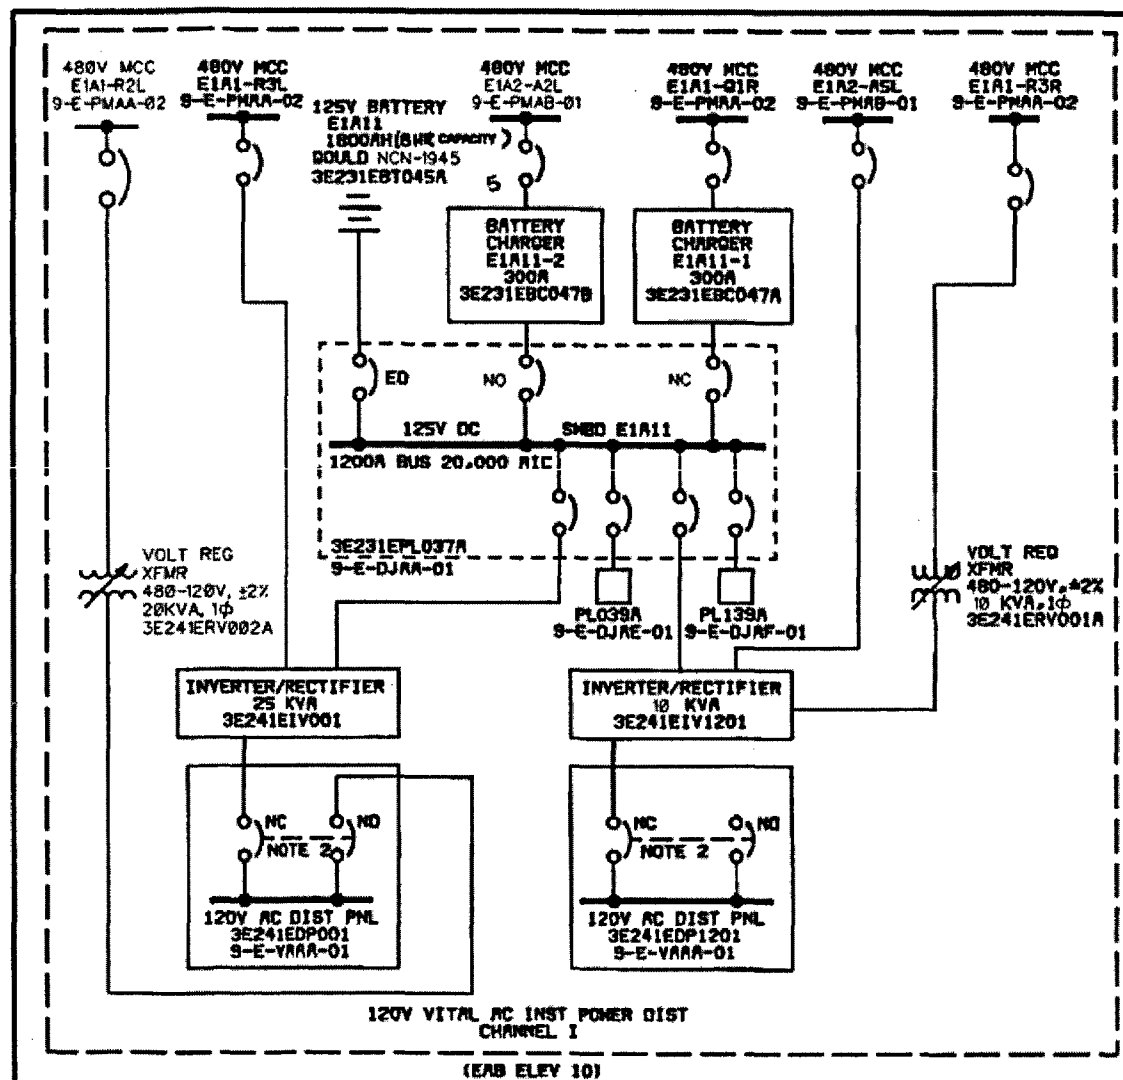 480V MCC
E1A1-R2L
9-E-PMAA-02
480V MCC
E1A1-R3L
9-E-PMAA-02
125V BATTERY
E1A11
1800AH(8HR CAPACITY)
GOULD NCN-1945
3E231EBT045A
480V MCC
E1A2-A2L
9-E-PMAB-01
480V MCC
E1A1-Q1R
9-E-PMAA-02
480V MCC
E1A2-A5L
9-E-PMAB-01
480V MCC
E1A1-R3R
9-E-PMAA-02
5
BATTERY
CHARGER
E1A11-2
300A
3E231EBC047B
BATTERY
CHARGER
E1A11-1
300A
3E231EBC047A
EO
NO
NC
125V DC
SWBD E1A11
1200A BUS 20,000 AIC
3E231EPL037A
9-E-DJAA-01
PL039A
9-E-DJAE-01
PL139A
9-E-DJAF-01
VOLT REG
XFMR
480-120V, ±2%
20KVA, 1ϕ
3E241ERV002A
VOLT REG
XFMR
480-120V, ±2%
10 KVA, 1ϕ
3E241ERV001A
INVERTER/RECTIFIER
25 KVA
3E241EIV001
INVERTER/RECTIFIER
10 KVA
3E241EIV1201
NC
NO
NOTE 2
120V AC DIST PNL
3E241EDP001
9-E-VAAA-01
NC
NO
NOTE 2
120V AC DIST PNL
3E241EDP1201
9-E-VAAA-01
120V VITAL AC INST POWER DIST
CHANNEL I
(EAB ELEV 10)